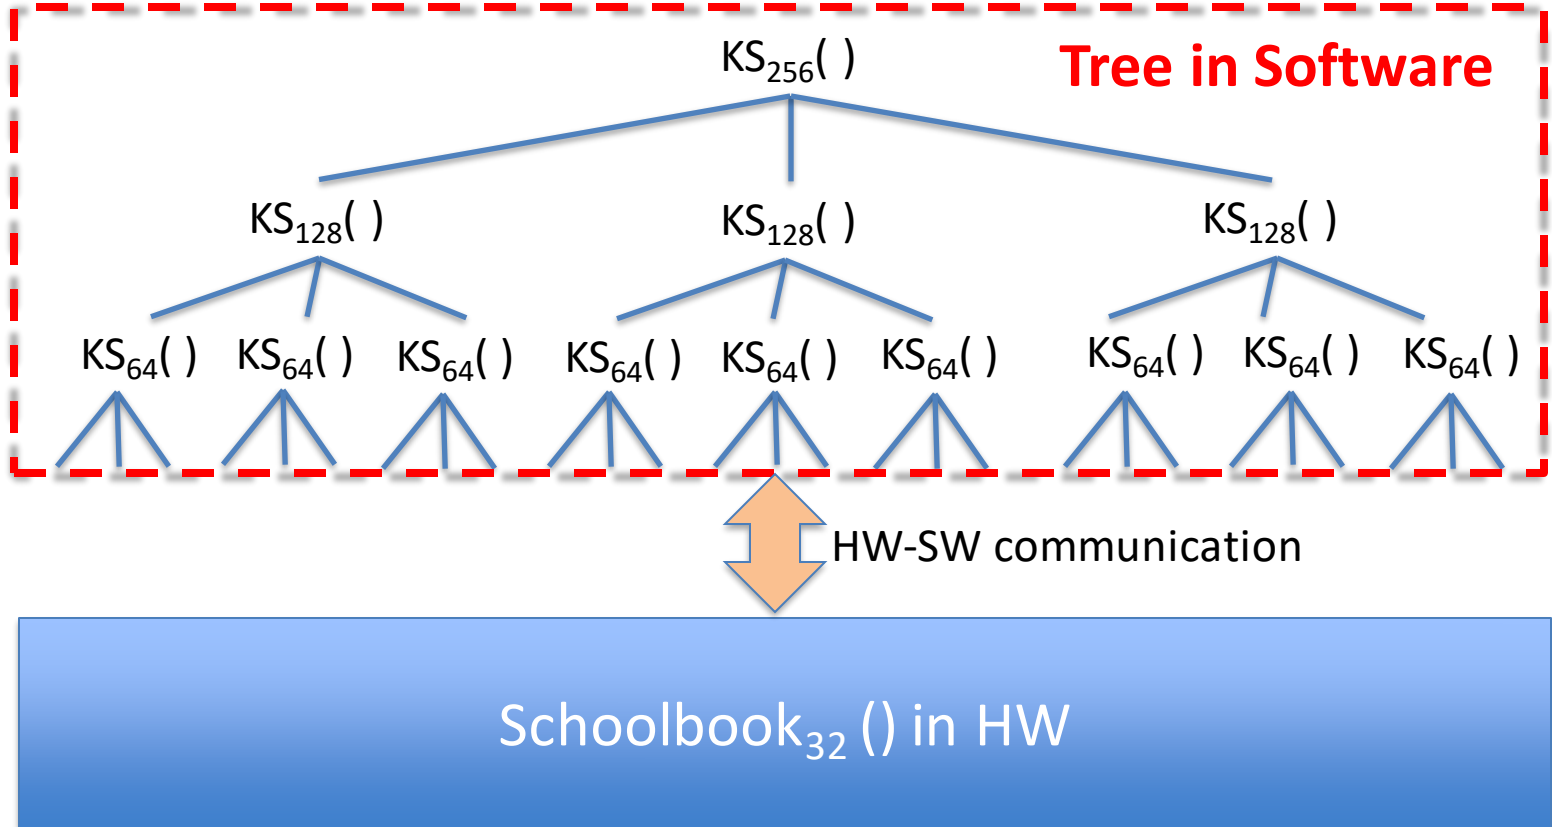 KS₂₅₆( )
Tree in Software
KS₁₂₈( ) KS₁₂₈( ) KS₁₂₈( )
KS₆₄( ) KS₆₄( ) KS₆₄( ) KS₆₄( ) KS₆₄( ) KS₆₄( ) KS₆₄( ) KS₆₄( ) KS₆₄( )
HW-SW communication
Schoolbook₃₂ () in HW